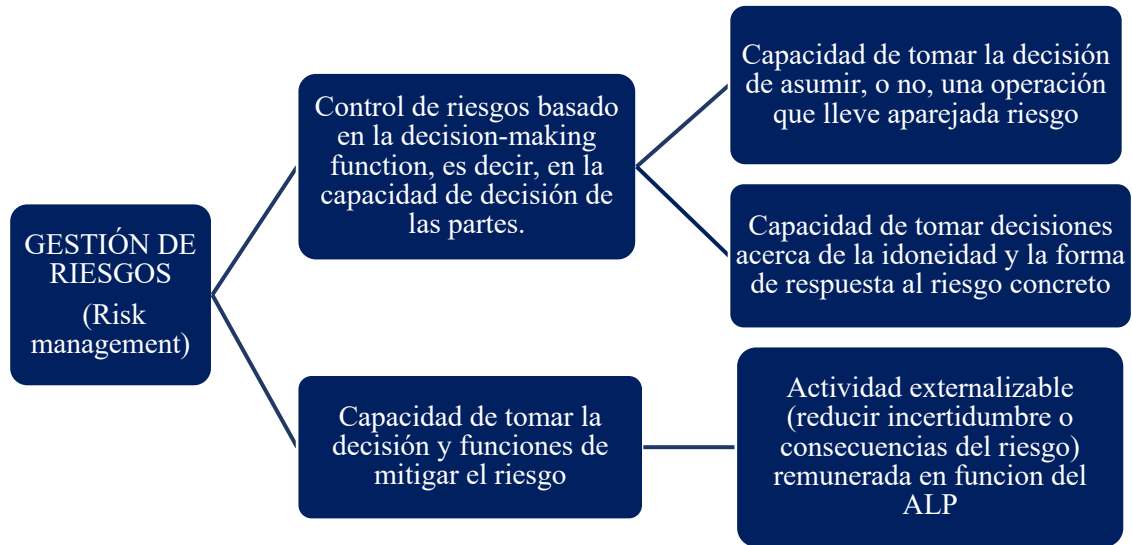 GESTIÓN DE
RIESGOS
(Risk
management)
Control de riesgos basado
en la decision-making
function, es decir, en la
capacidad de decisión de
las partes.
Capacidad de tomar la decisión
de asumir, o no, una operación
que lleve aparejada riesgo
Capacidad de tomar decisiones
acerca de la idoneidad y la forma
de respuesta al riesgo concreto
Capacidad de tomar la
decisión y funciones de
mitigar el riesgo
Actividad externalizable
(reducir incertidumbre o
consecuencias del riesgo)
remunerada en funcion del
ALP